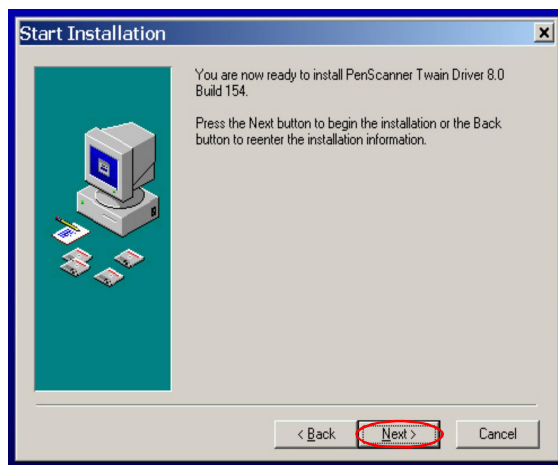 Start Installation
You are now ready to install PenScanner Twain Driver 8.0
Build 154.
Press the Next button to begin the installation or the Back
button to reenter the installation information.
< Back Next > Cancel